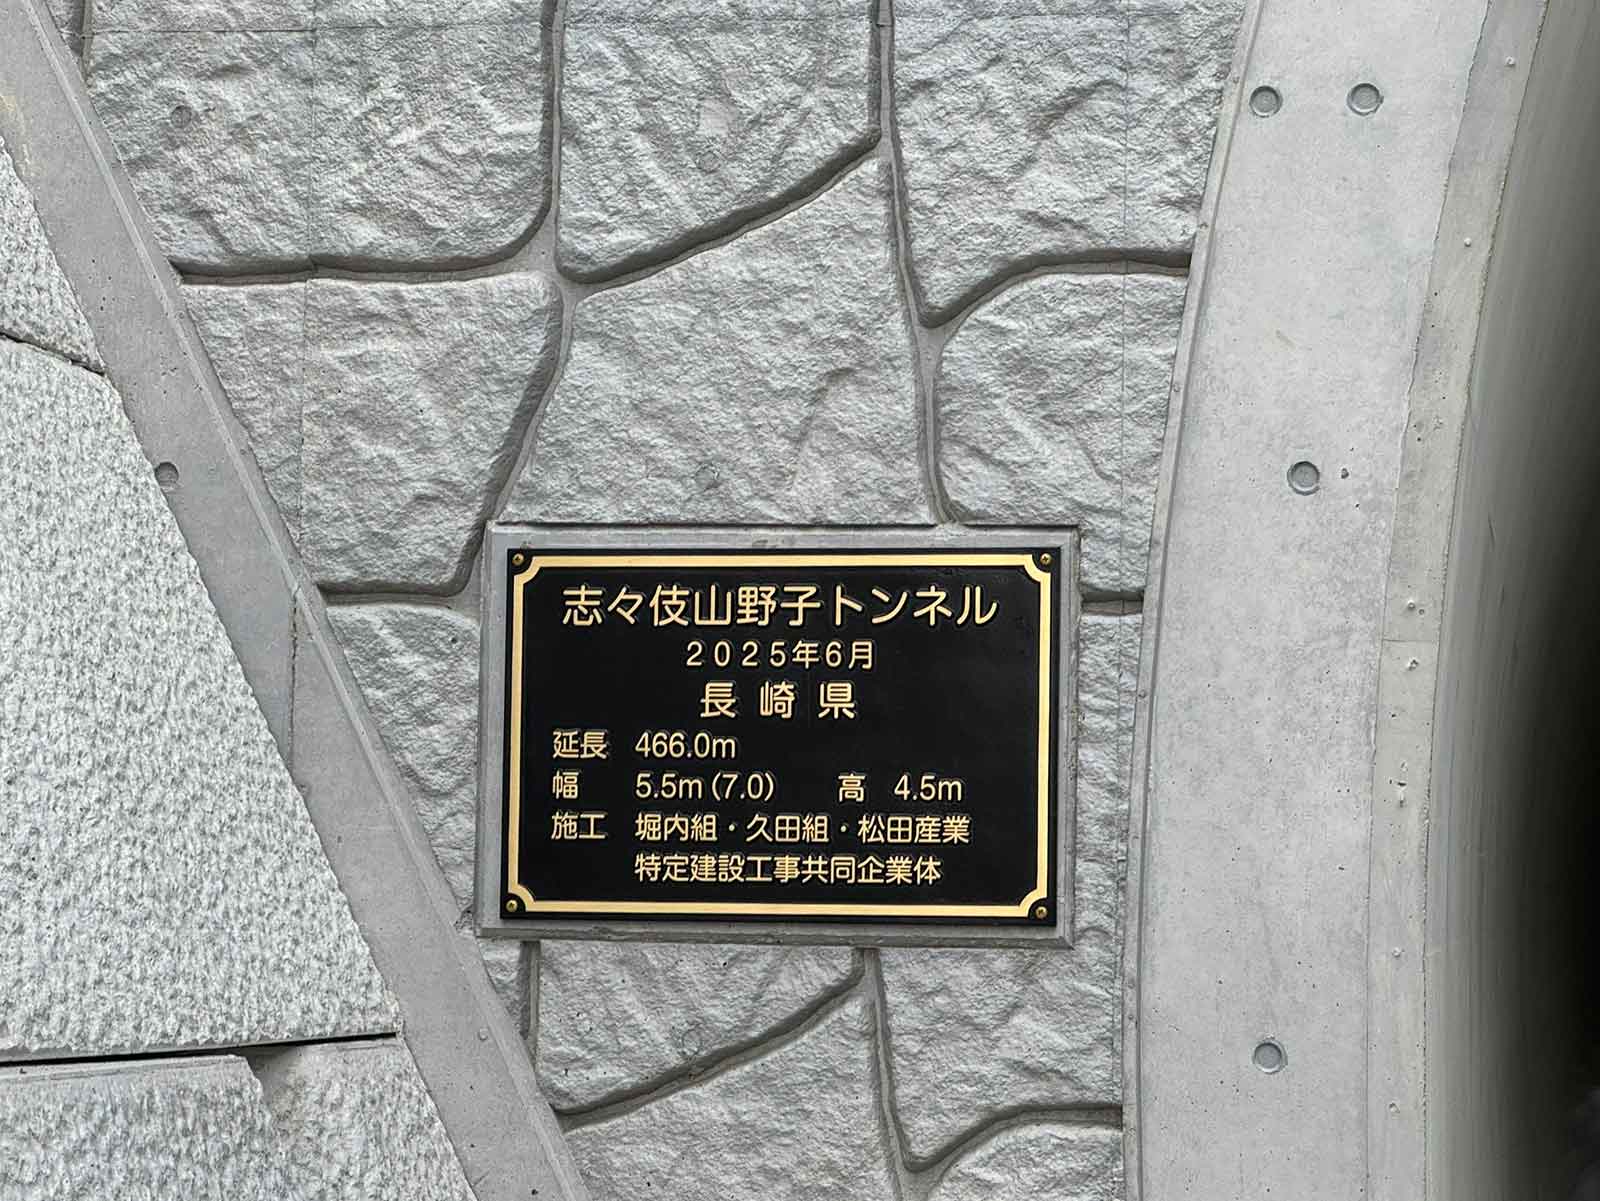 志々伎山野子トンネル
2025年6月
長崎県
延長 466.0m
幅 5.5m(7.0) 高 4.5m
施工 堀内組・久田組・松田産業
特定建設工事共同企業体